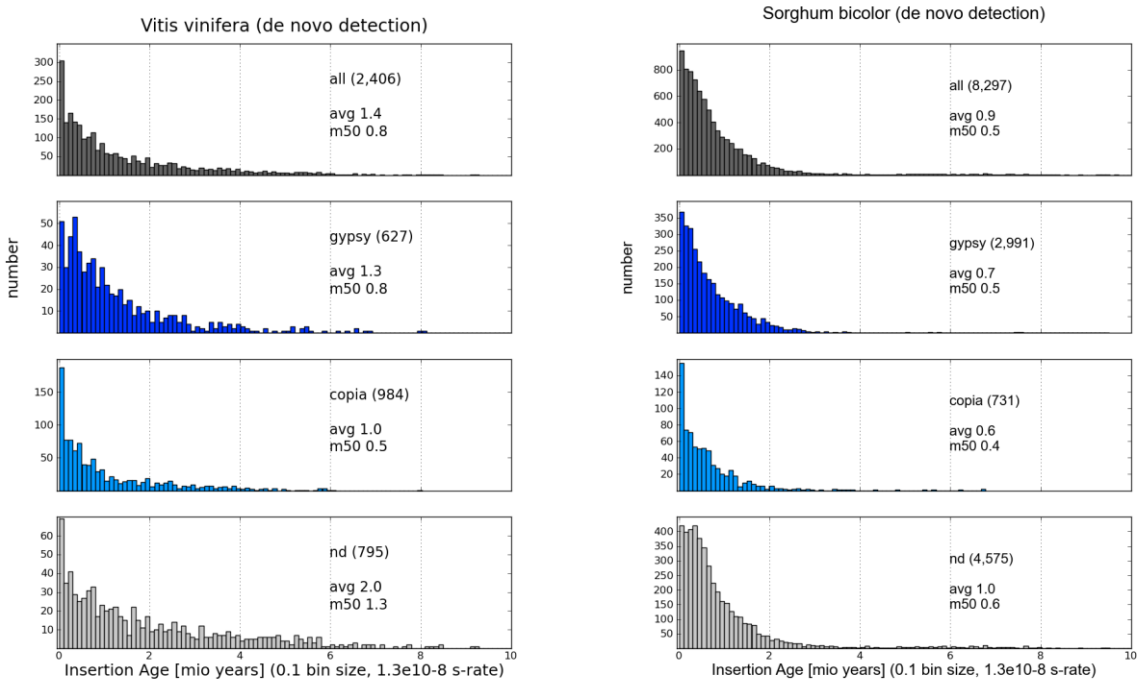 Vitis vinifera (de novo detection)
number
300
250
200
150
100
50
all (2,406)
avg 1.4
m50 0.8
50
40
30
20
10
gypsy (627)
avg 1.3
m50 0.8
150
100
50
copia (984)
avg 1.0
m50 0.5
60
50
40
30
20
10
nd (795)
avg 2.0
m50 1.3
0 2 4 6 8 10
Insertion Age [mio years] (0.1 bin size, 1.3e10-8 s-rate)
Sorghum bicolor (de novo detection)
number
800
600
400
200
all (8,297)
avg 0.9
m50 0.5
350
300
250
200
150
100
50
gypsy (2,991)
avg 0.7
m50 0.5
140
120
100
80
60
40
20
copia (731)
avg 0.6
m50 0.4
400
350
300
250
200
150
100
50
nd (4,575)
avg 1.0
m50 0.6
0 2 4 6 8 10
Insertion Age [mio years] (0.1 bin size, 1.3e10-8 s-rate)